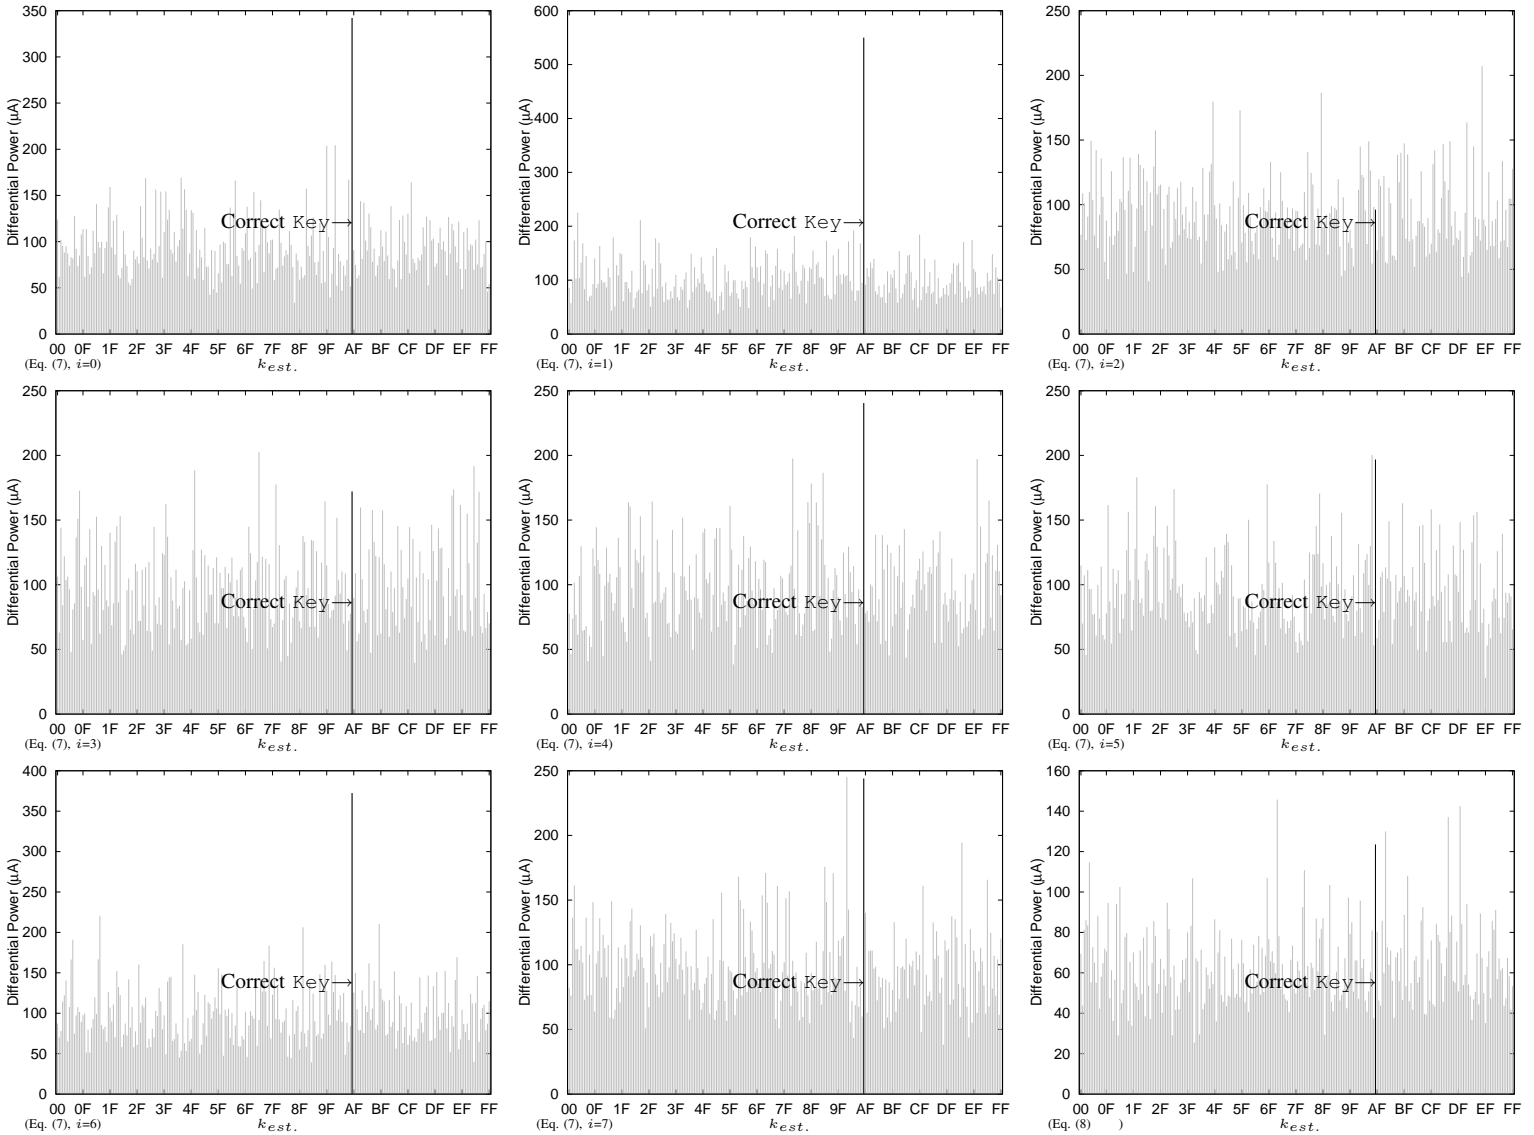 350
300
250
200
150
100
50
0
Differential Power (µA)
Correct Key
00 0F 1F 2F 3F 4F 5F 6F 7F 8F 9F AF BF CF DF EF FF
(Eq. (7), i=0)
k_est.
600
500
400
300
200
100
0
Differential Power (µA)
Correct Key
00 0F 1F 2F 3F 4F 5F 6F 7F 8F 9F AF BF CF DF EF FF
(Eq. (7), i=1)
k_est.
250
200
150
100
50
0
Differential Power (µA)
Correct Key
00 0F 1F 2F 3F 4F 5F 6F 7F 8F 9F AF BF CF DF EF FF
(Eq. (7), i=2)
k_est.
250
200
150
100
50
0
Differential Power (µA)
Correct Key
00 0F 1F 2F 3F 4F 5F 6F 7F 8F 9F AF BF CF DF EF FF
(Eq. (7), i=3)
k_est.
250
200
150
100
50
0
Differential Power (µA)
Correct Key
00 0F 1F 2F 3F 4F 5F 6F 7F 8F 9F AF BF CF DF EF FF
(Eq. (7), i=4)
k_est.
250
200
150
100
50
0
Differential Power (µA)
Correct Key
00 0F 1F 2F 3F 4F 5F 6F 7F 8F 9F AF BF CF DF EF FF
(Eq. (7), i=5)
k_est.
400
350
300
250
200
150
100
50
0
Differential Power (µA)
Correct Key
00 0F 1F 2F 3F 4F 5F 6F 7F 8F 9F AF BF CF DF EF FF
(Eq. (7), i=6)
k_est.
250
200
150
100
50
0
Differential Power (µA)
Correct Key
00 0F 1F 2F 3F 4F 5F 6F 7F 8F 9F AF BF CF DF EF FF
(Eq. (7), i=7)
k_est.
160
140
120
100
80
60
40
20
0
Differential Power (µA)
Correct Key
00 0F 1F 2F 3F 4F 5F 6F 7F 8F 9F AF BF CF DF EF FF
(Eq. (8) )
k_est.